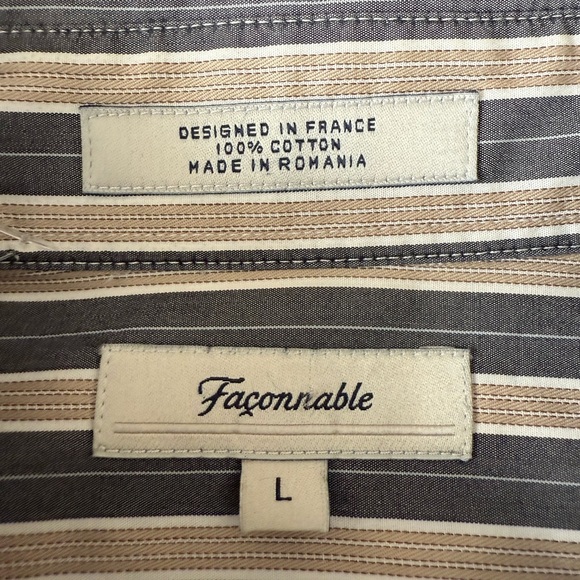 DESIGNED IN FRANCE
100% COTTON
MADE IN ROMANIA
Façonnable
L